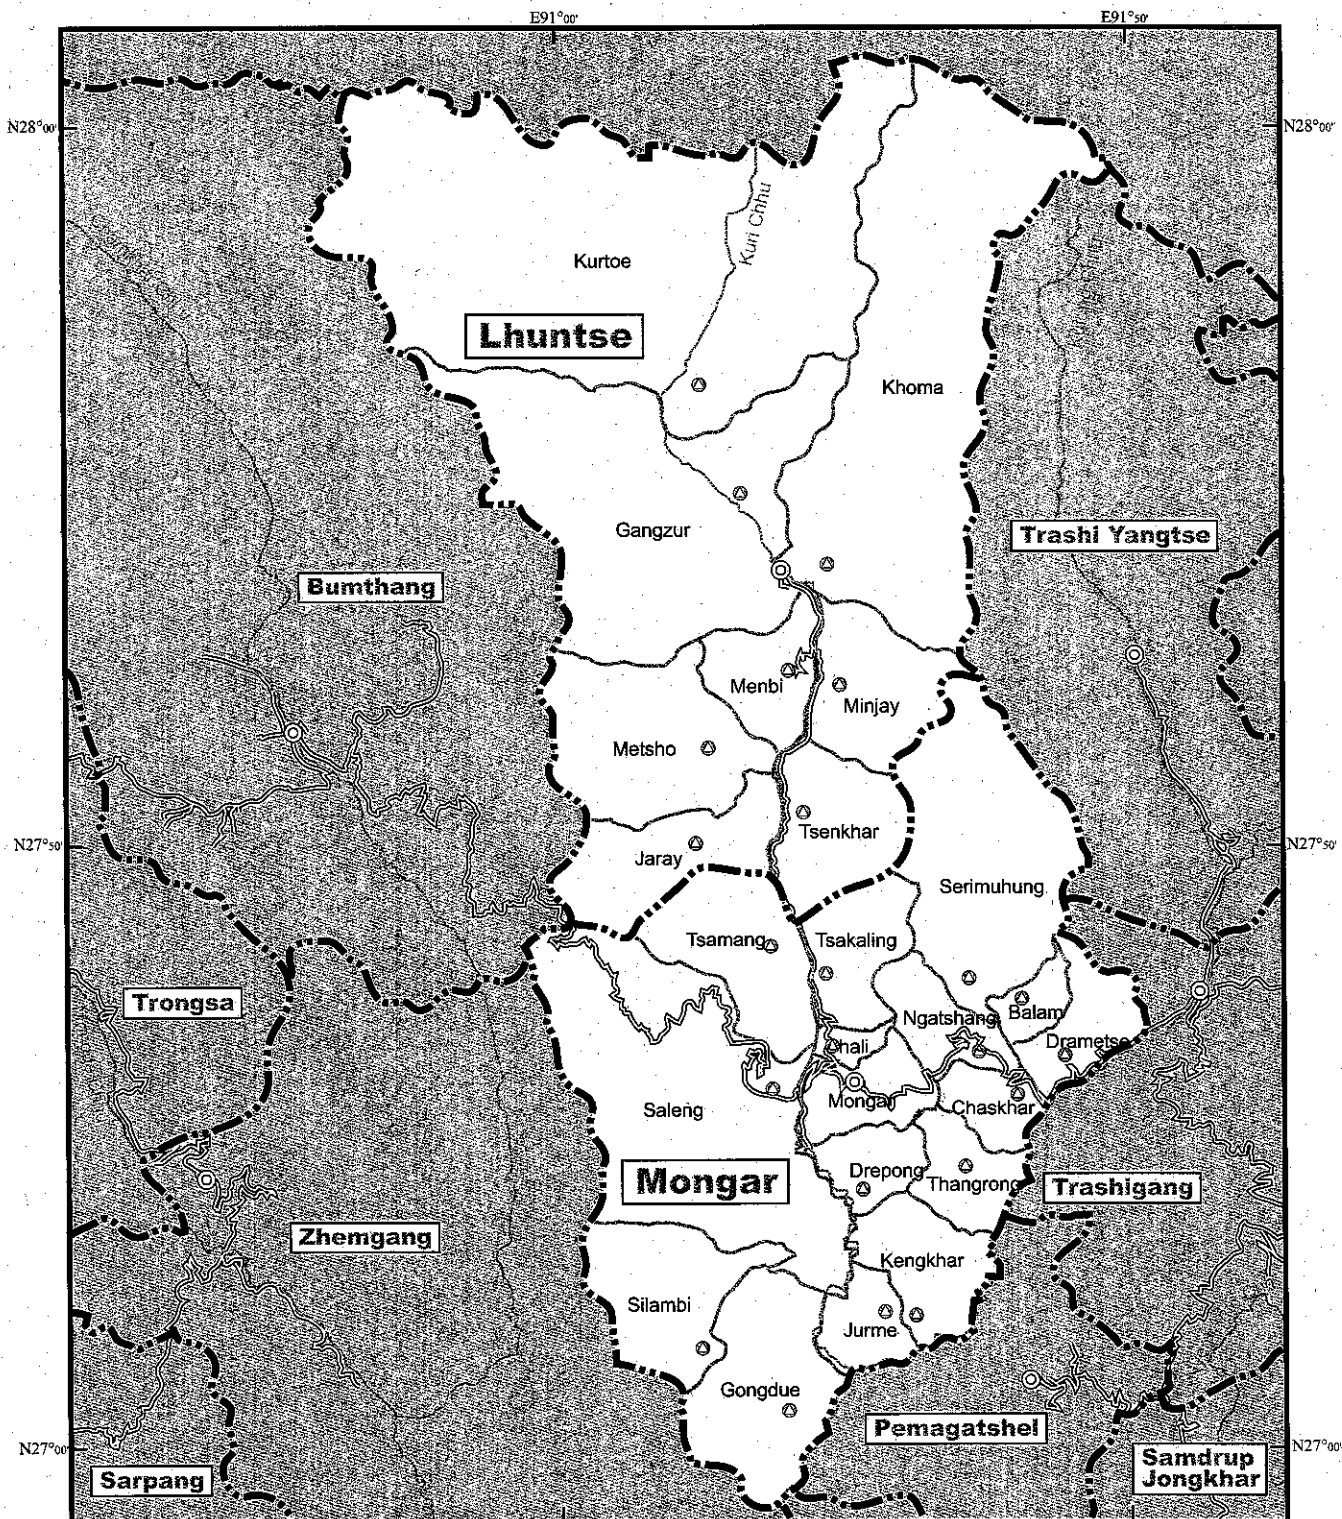 E91°00'
E91°50'
N28°00'
N28°00'
Kuri Chhu
Kurtoe
Lhuntse
Khoma
Gangzur
Trashi Yangtse
Bumthang
Menbi
Minjay
Metsho
Tsenkhar
N27°50'
N27°50'
Jaray
Serimuhung
Tsamang
Tsakaling
Trongsa
Ngatshang
Balam
Drametse
hali
Mongar
Chaskhar
Saleng
Drepong
Thangrong
Mongar
Trashigang
Zhemgang
Kengkhar
Silambi
Jurme
Gongdue
Pemagatshel
N27°00'
N27°00'
Samdrup
Jongkhar
Sarpang